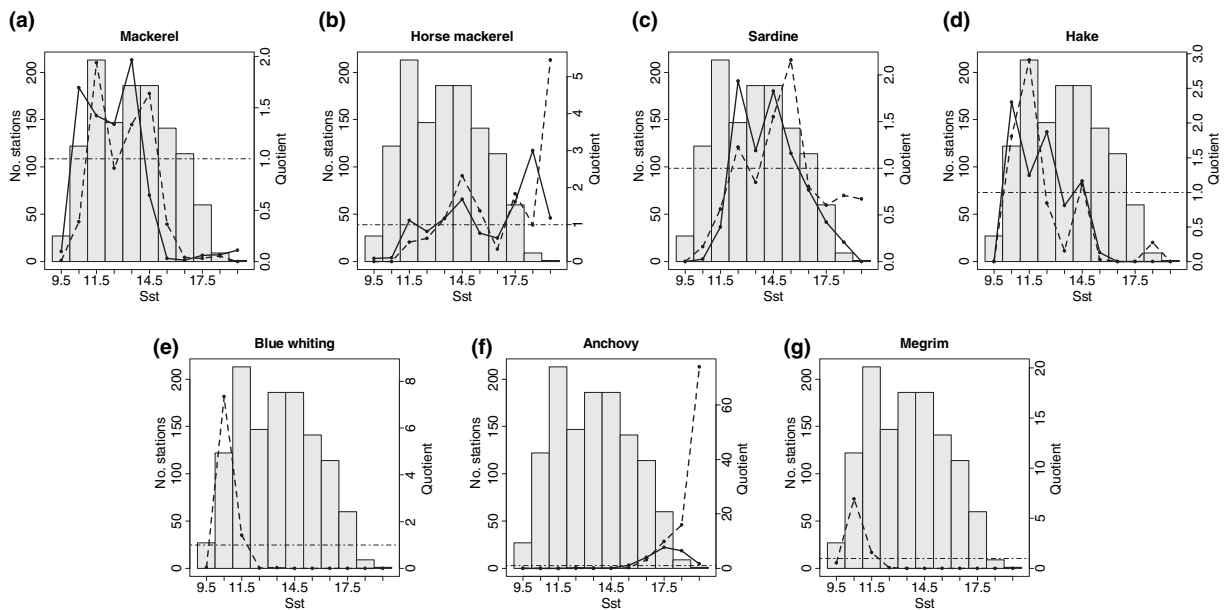 (a)
Mackerel
No. stations
200
150
100
50
0
2.0
1.5
1.0
0.5
0.0
Quotient
9.5 11.5 14.5 17.5
Sst
(b)
Horse mackerel
No. stations
200
150
100
50
0
5
4
3
2
1
0
Quotient
9.5 11.5 14.5 17.5
Sst
(c)
Sardine
No. stations
200
150
100
50
0
2.0
1.5
1.0
0.5
0.0
Quotient
9.5 11.5 14.5 17.5
Sst
(d)
Hake
No. stations
200
150
100
50
0
3.0
2.5
2.0
1.5
1.0
0.5
0.0
Quotient
9.5 11.5 14.5 17.5
Sst
(e)
Blue whiting
No. stations
200
150
100
50
0
8
6
4
2
0
Quotient
9.5 11.5 14.5 17.5
Sst
(f)
Anchovy
No. stations
200
150
100
50
0
60
40
20
0
Quotient
9.5 11.5 14.5 17.5
Sst
(g)
Megrim
No. stations
200
150
100
50
0
20
15
10
5
0
Quotient
9.5 11.5 14.5 17.5
Sst